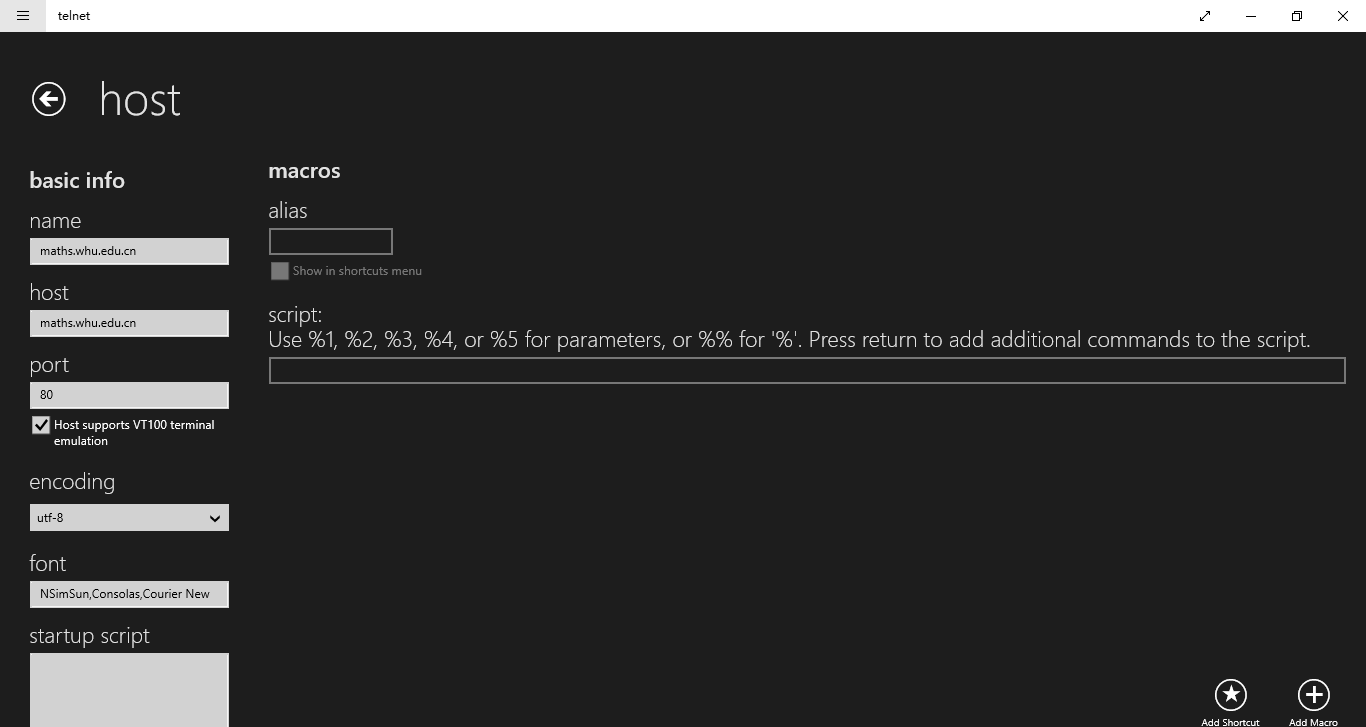 telnet
host
basic info
name
maths.whu.edu.cn
host
maths.whu.edu.cn
port
80
Host supports VT100 terminal
emulation
encoding
utf-8
font
NSimSun,Consolas,Courier New
startup script
macros
alias
Show in shortcuts menu
script:
Use %1, %2, %3, %4, or %5 for parameters, or %% for '%'. Press return to add additional commands to the script.
Add Shortcut
Add Macro